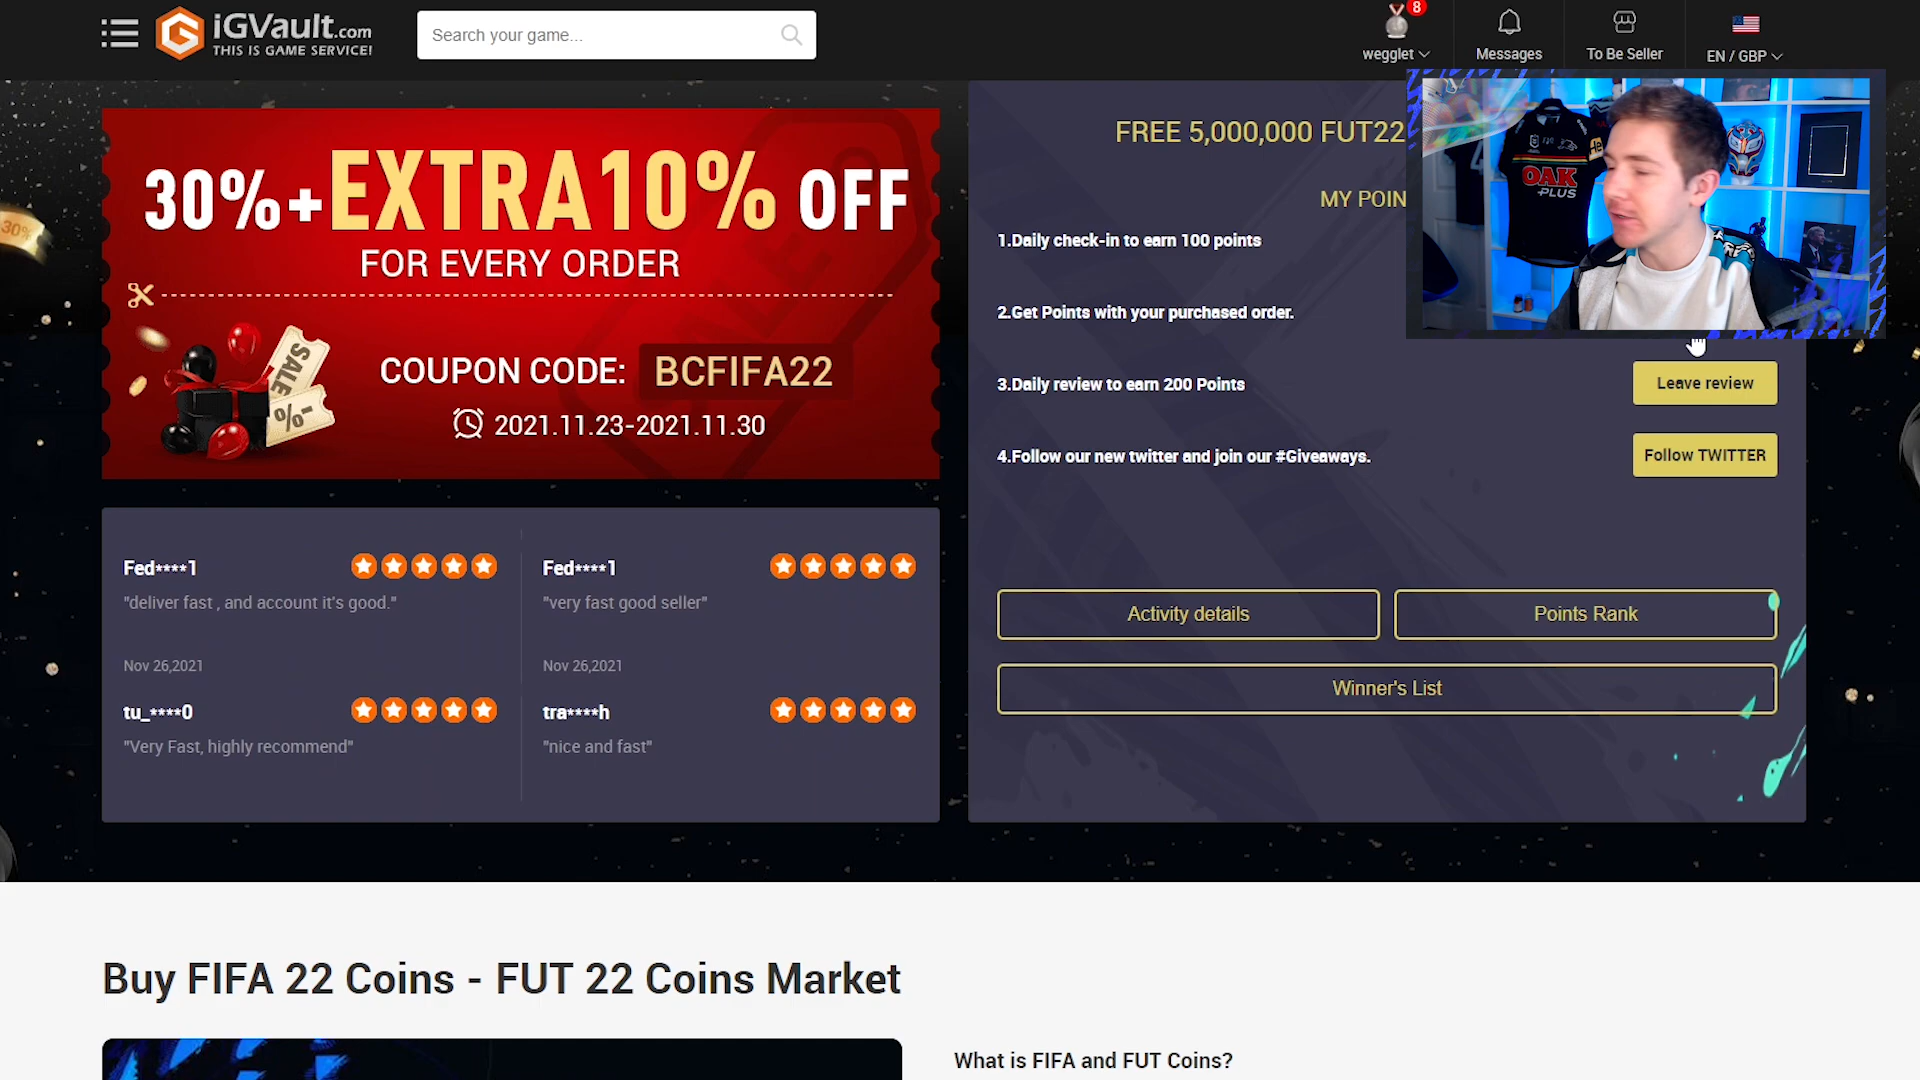 iGVault.com
THIS IS GAME SERVICE!
Search your game...
8
wegglet
Messages
To Be Seller
EN / GBP
30%
30%+EXTRA10% OFF
FOR EVERY ORDER
SALE
%
COUPON CODE: BCFIFA22
2021.11.23-2021.11.30
FREE 5,000,000 FUT22
MY POIN
1.Daily check-in to earn 100 points
2.Get Points with your purchased order.
3.Daily review to earn 200 Points
Leave review
4.Follow our new twitter and join our #Giveaways.
Follow TWITTER
OAK
PLUS
Fed****1
"deliver fast , and account it's good."
Nov 26,2021
Fed****1
"very fast good seller"
Nov 26,2021
tu_****0
"Very Fast, highly recommend"
tra****h
"nice and fast"
Activity details
Points Rank
Winner's List
Buy FIFA 22 Coins - FUT 22 Coins Market
What is FIFA and FUT Coins?